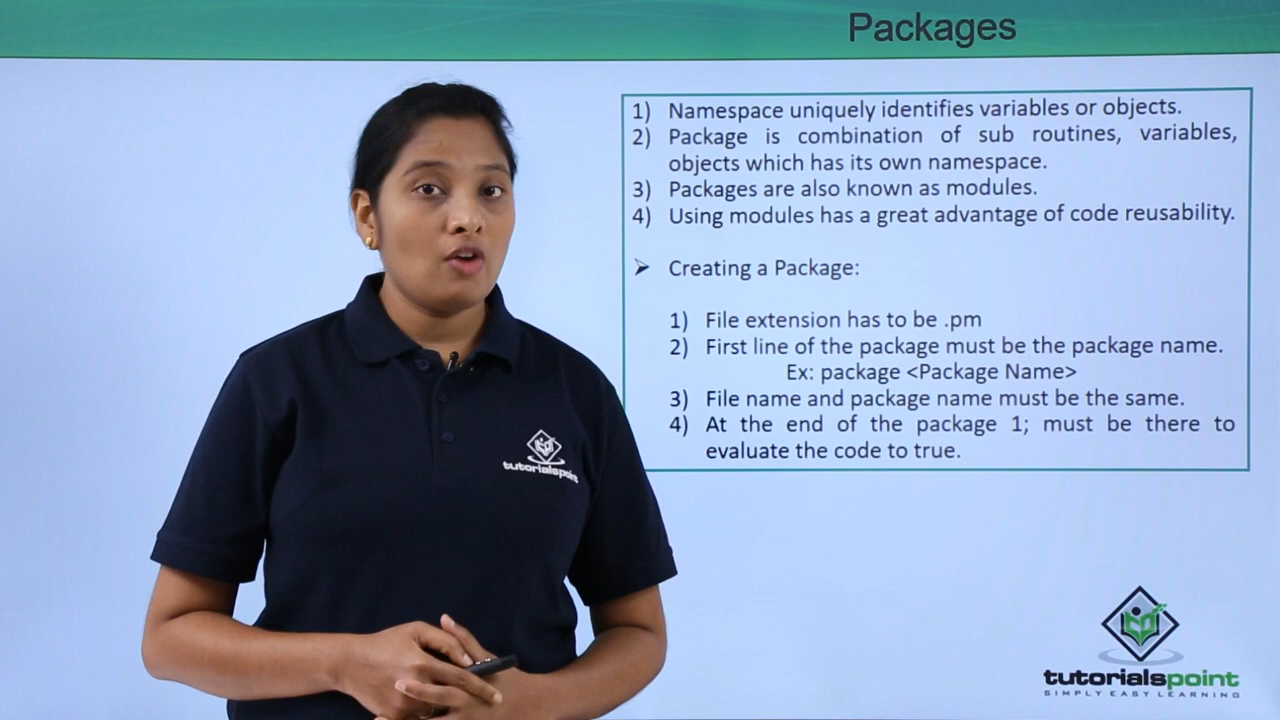 Packages
1) Namespace uniquely identifies variables or objects.
2) Package is combination of sub routines, variables,
objects which has its own namespace.
3) Packages are also known as modules.
4) Using modules has a great advantage of code reusability.
➤ Creating a Package:
1) File extension has to be .pm
2) First line of the package must be the package name.
Ex: package <Package Name>
3) File name and package name must be the same.
4) At the end of the package 1; must be there to
evaluate the code to true.
tutorialspoint
tutorialspoint
SIMPLY EASY LEARNING